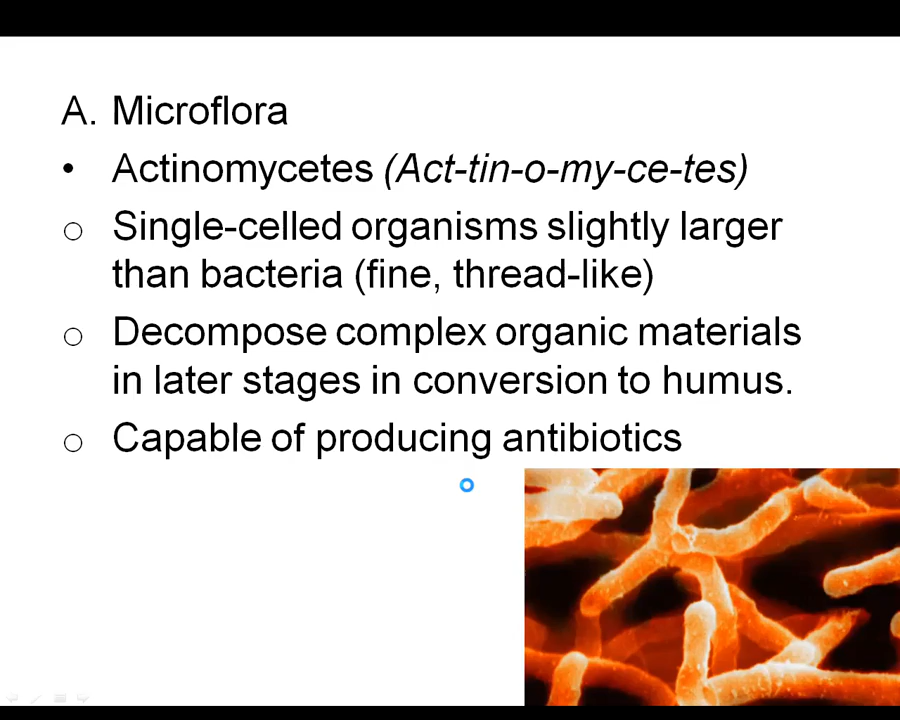 A. Microflora
• Actinomycetes (Act-tin-o-my-ce-tes)
○ Single-celled organisms slightly larger
than bacteria (fine, thread-like)
○ Decompose complex organic materials
in later stages in conversion to humus.
○ Capable of producing antibiotics